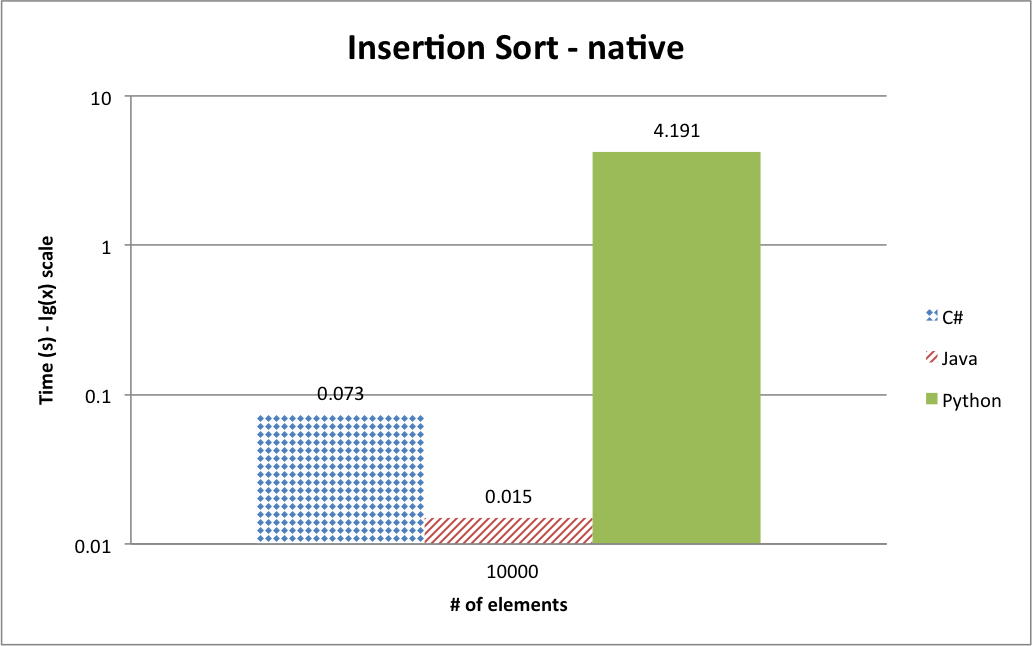 Insertion Sort - native
10
4.191
1
Time (s) - lg(x) scale
C#
Java
0.1
0.073
Python
0.015
0.01
10000
# of elements